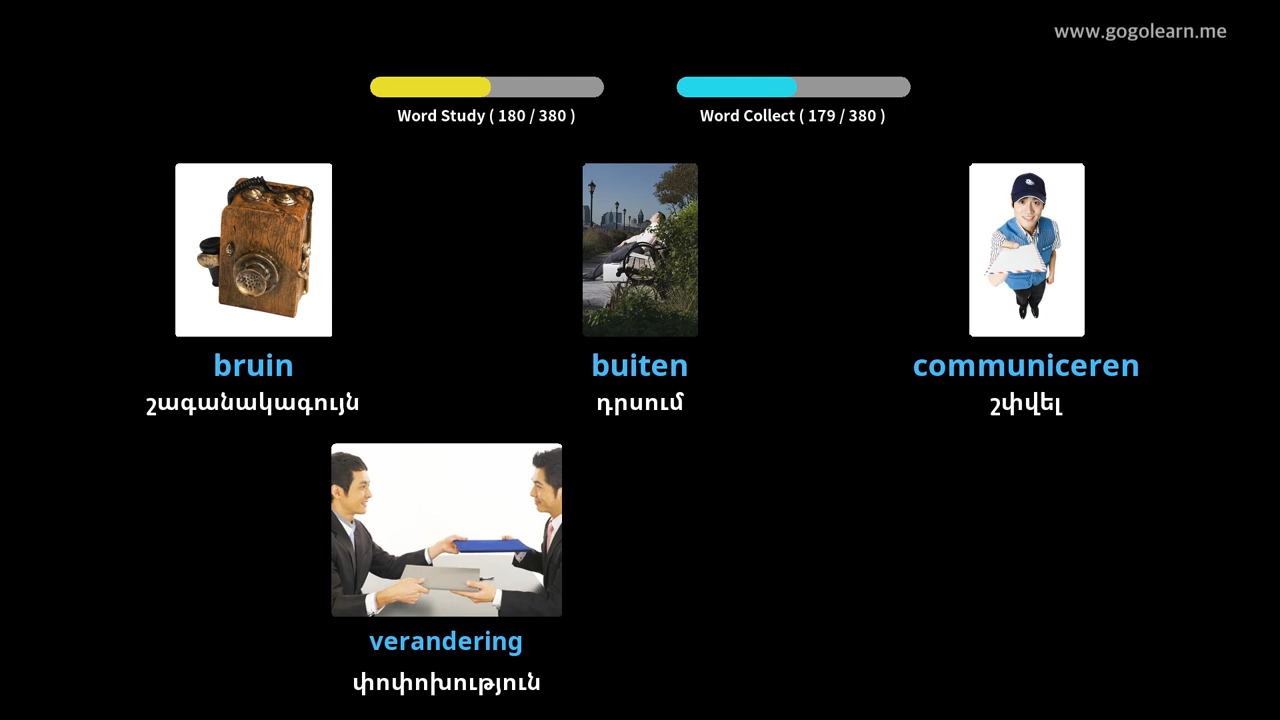 www.gogolearn.me
Word Study ( 180 / 380 )
Word Collect ( 179 / 380 )
bruin
buiten
communiceren
շագանակագույն
դրսում
շփվել
verandering
փոփոխություն